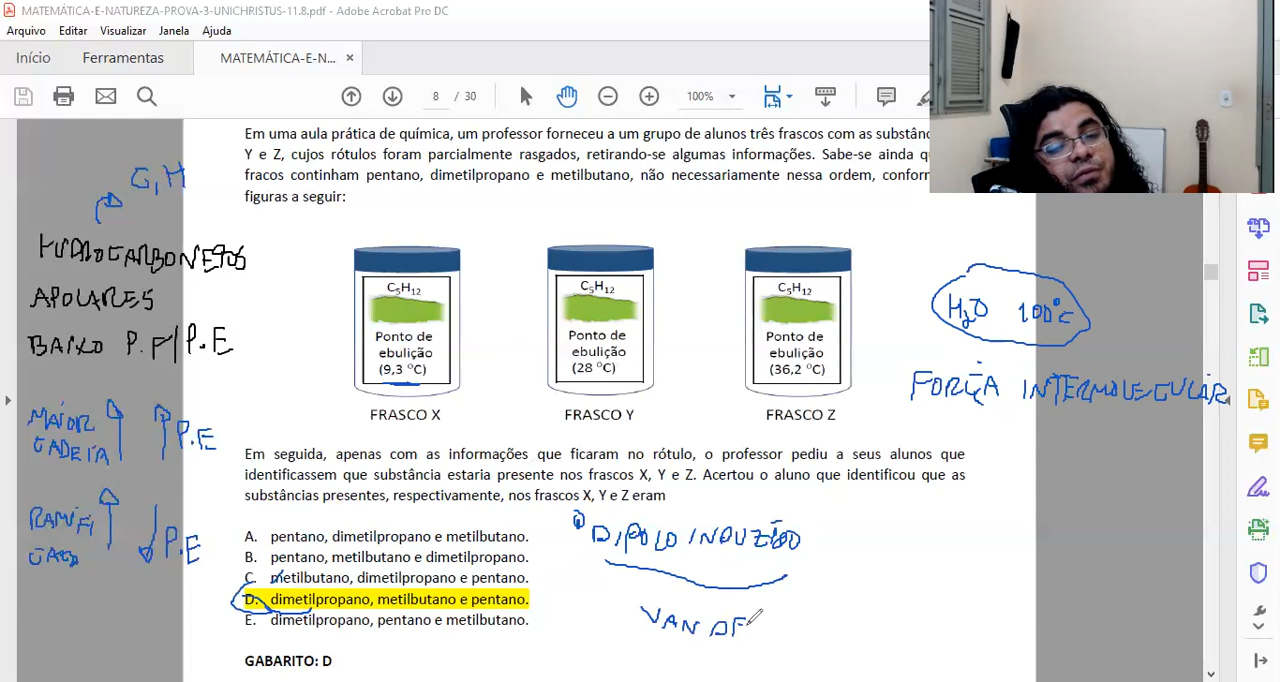 MATEMÁTICA-E-NATUREZA-PROVA-3-UNICHRISTUS-11.8.pdf - Adobe Acrobat Pro DC
Arquivo Editar Visualizar Janela Ajuda
Início Ferramentas MATEMÁTICA-E-N... ×
8 / 30 100%
Em uma aula prática de química, um professor forneceu a um grupo de alunos três frascos com as substân
Y e Z, cujos rótulos foram parcialmente rasgados, retirando-se algumas informações. Sabe-se ainda qu
fracos continham pentano, dimetilpropano e metilbutano, não necessariamente nessa ordem, confor
figuras a seguir:
C, H
HIDROCARBONETOS
APOLARES
BAIXO P.F/P.E
MAIOR CADEIA P.E
RAMIFI CAÇÃO P.E
C5H12
Ponto de
ebulição
(9,3 °C)
FRASCO X
C5H12
Ponto de
ebulição
(28 °C)
FRASCO Y
C5H12
Ponto de
ebulição
(36,2 °C)
FRASCO Z
H2O 100°C
FORÇA INTERMOLECULAR
Em seguida, apenas com as informações que ficaram no rótulo, o professor pediu a seus alunos que
identificassem que substância estaria presente nos frascos X, Y e Z. Acertou o aluno que identificou que as
substâncias presentes, respectivamente, nos frascos X, Y e Z eram
A. pentano, dimetilpropano e metilbutano.
B. pentano, metilbutano e dimetilpropano.
C. metilbutano, dimetilpropano e pentano.
D. dimetilpropano, metilbutano e pentano.
E. dimetilpropano, pentano e metilbutano.
DIPOLO INDUZIDO
VAN DE
GABARITO: D